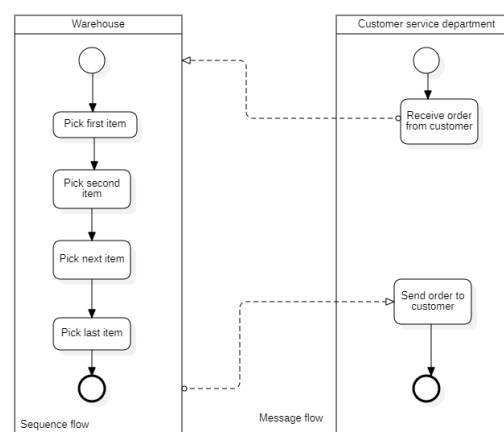 Warehouse
Customer service department
Pick first item
Receive order
from customer
Pick second
item
Pick next item
Send order to
customer
Pick last item
Sequence flow
Message flow